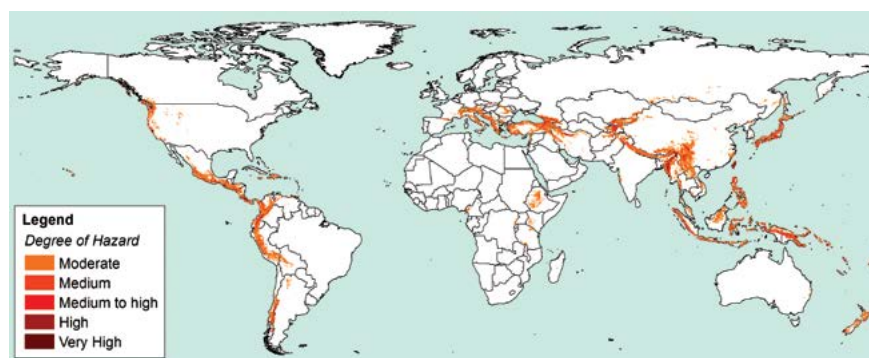 Legend
Degree of Hazard
Moderate
Medium
Medium to high
High
Very High